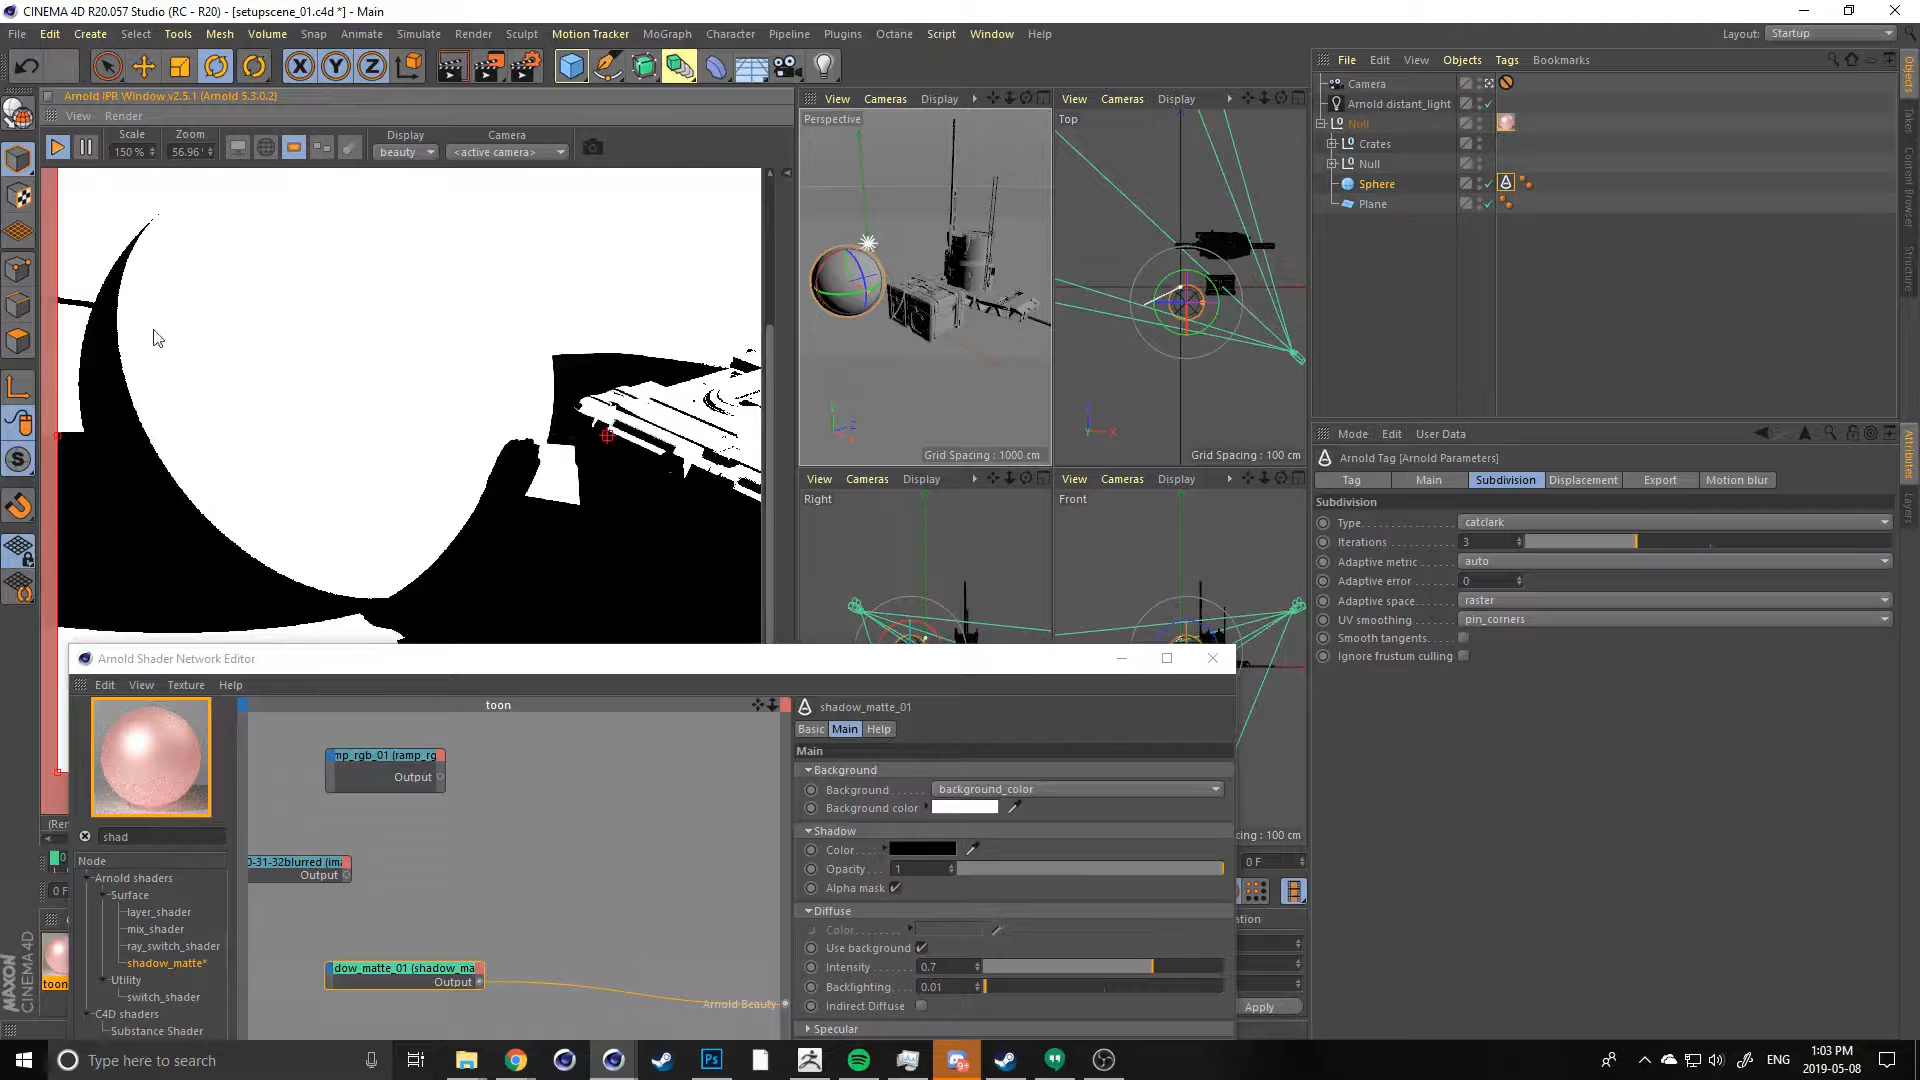 CINEMA 4D R20.057 Studio (RC - R20) - [setupscene_01.c4d *] - Main
File Edit Create Select Tools Mesh Volume Snap Animate Simulate Render Sculpt Motion Tracker MoGraph Character Pipeline Plugins Octane Script Window Help
Layout: Startup
X Y Z
Arnold IPR Window v2.5.1 (Arnold 5.3.0.2)
View Render
Scale Zoom Display Camera
150 % 56.96 beauty <active camera>
View Cameras Display
Perspective
Grid Spacing : 1000 cm
View Cameras Display
Top
Grid Spacing : 100 cm
View Cameras Display
Right
View Cameras Display
Front
File Edit View Objects Tags Bookmarks
Camera
Arnold distant_light
Null
Crates
Null
Sphere
Plane
Objects
Takes
Content Browser
Structure
Mode Edit User Data
Arnold Tag [Arnold Parameters]
Tag Main Subdivision Displacement Export Motion blur
Subdivision
Type catclark
Iterations 3
Adaptive metric auto
Adaptive error 0
Adaptive space raster
UV smoothing pin_corners
Smooth tangents
Ignore frustum culling
Attributes
Layers
Arnold Shader Network Editor
Edit View Texture Help
toon
shad
Node
Arnold shaders
Surface
layer_shader
mix_shader
ray_switch_shader
shadow_matte*
Utility
switch_shader
C4D shaders
Substance Shader
mp_rgb_01 (ramp_rg
Output
0-31-32blurred (ima
Output
dow_matte_01 (shadow_ma
Output
Arnold Beauty
shadow_matte_01
Basic Main Help
Main
Background
Background background_color
Background color
Shadow
Color
Opacity 1
Alpha mask
Diffuse
Color
Use background
Intensity 0.7
Backlighting 0.01
Indirect Diffuse
Specular
(Ren
0
0 F
toon
MAXON
CINEMA 4D
cing : 100 cm
0 F
ation
Apply
Type here to search
9+
ENG
1:03 PM
2019-05-08